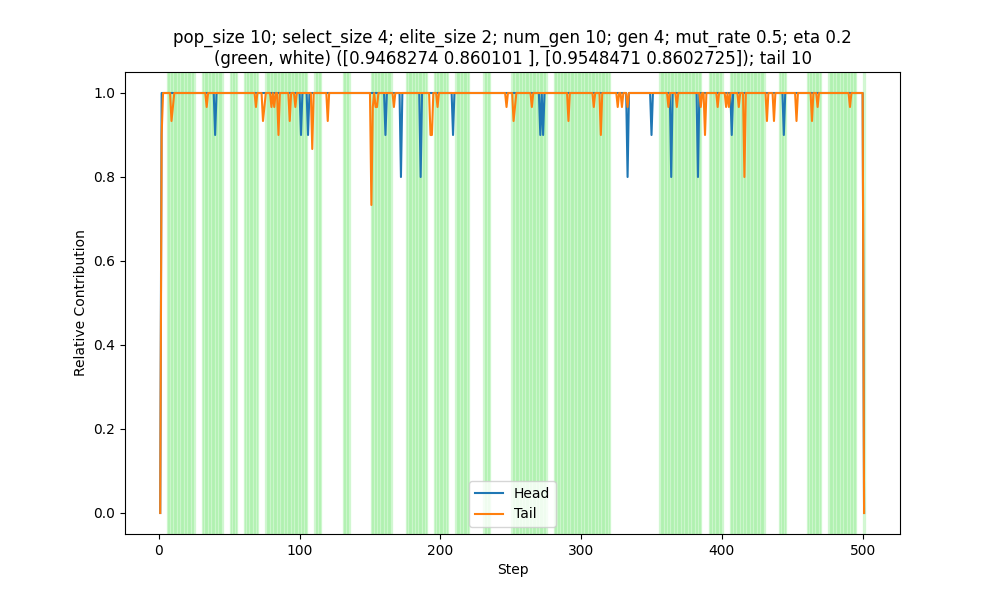 pop_size 10; select_size 4; elite_size 2; num_gen 10; gen 4; mut_rate 0.5; eta 0.2
(green, white) ([0.9468274 0.860101 ], [0.9548471 0.8602725]); tail 10
1.0
0.8
0.6
0.4
0.2
0.0
Relative Contribution
Head
Tail
0 100 200 300 400 500
Step